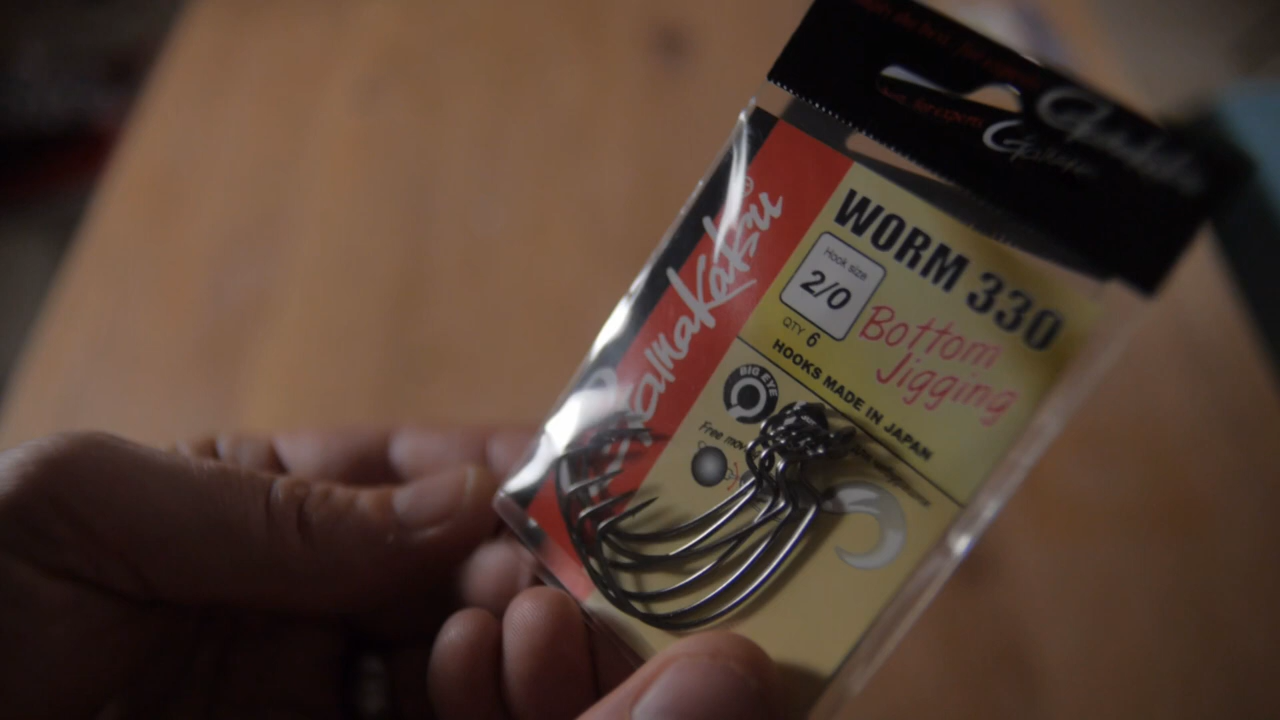 Gamakatsu®
WORM 330
Hook size
2/0
QTY 6
Bottom
Jigging
HOOKS MADE IN JAPAN
BIG EYE